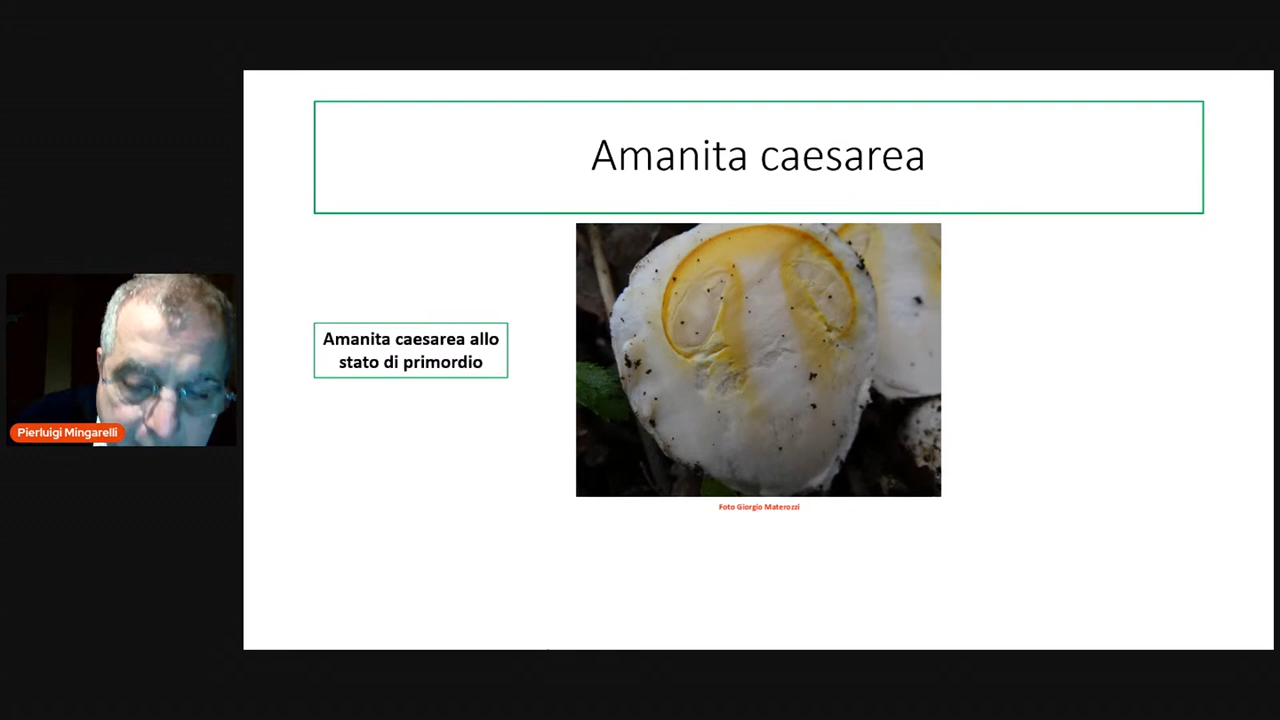 Amanita caesarea
Amanita caesarea allo
stato di primordio
Pierluigi Mingarelli
Foto Giorgio Materozzi